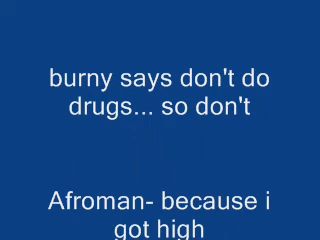 burny says don't do
drugs... so don't
Afroman- because i
got high